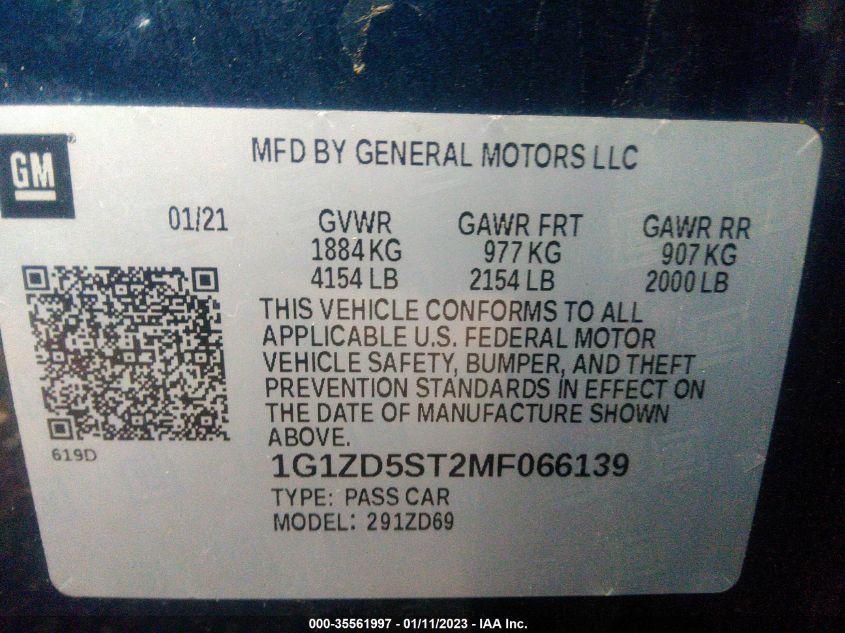 GM
MFD BY GENERAL MOTORS LLC
01/21 GVWR GAWR FRT GAWR RR
1884 KG 977 KG 907 KG
4154 LB 2154 LB 2000 LB
THIS VEHICLE CONFORMS TO ALL
APPLICABLE U.S. FEDERAL MOTOR
VEHICLE SAFETY, BUMPER, AND THEFT
PREVENTION STANDARDS IN EFFECT ON
THE DATE OF MANUFACTURE SHOWN
ABOVE.
619D
1G1ZD5ST2MF066139
TYPE: PASS CAR
MODEL: 291ZD69
000-35561997 - 01/11/2023 - IAA Inc.